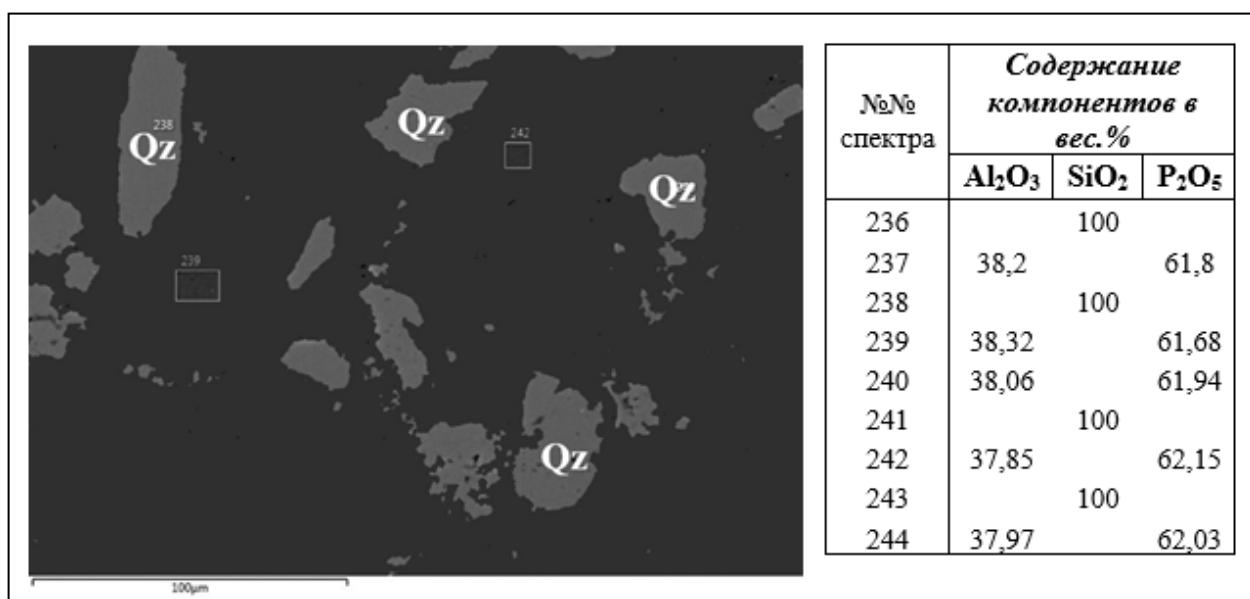 238
Qz
Qz
242
Qz
239
Qz
100µm
№№ спектра
Содержание компонентов в вес.%
Al₂O₃ SiO₂ P₂O₅
236 100
237 38,2 61,8
238 100
239 38,32 61,68
240 38,06 61,94
241 100
242 37,85 62,15
243 100
244 37,97 62,03